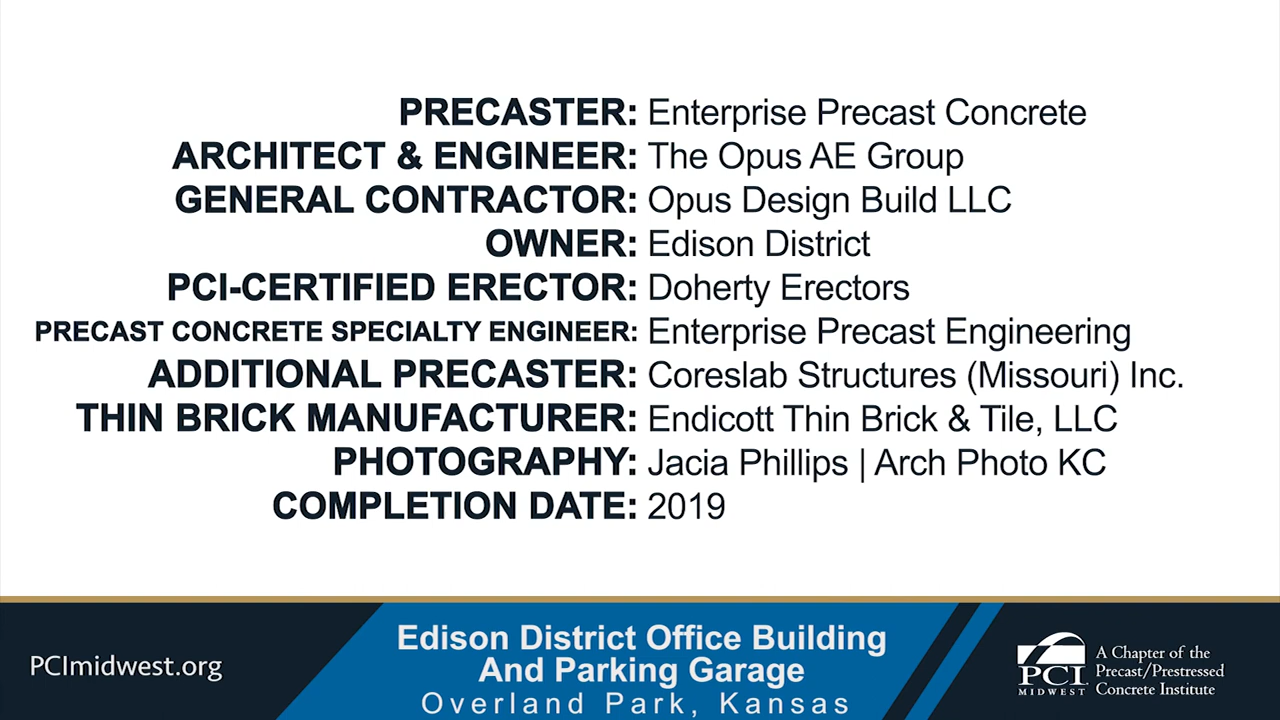 PRECASTER: Enterprise Precast Concrete
ARCHITECT & ENGINEER: The Opus AE Group
GENERAL CONTRACTOR: Opus Design Build LLC
OWNER: Edison District
PCI-CERTIFIED ERECTOR: Doherty Erectors
PRECAST CONCRETE SPECIALTY ENGINEER: Enterprise Precast Engineering
ADDITIONAL PRECASTER: Coreslab Structures (Missouri) Inc.
THIN BRICK MANUFACTURER: Endicott Thin Brick & Tile, LLC
PHOTOGRAPHY: Jacia Phillips | Arch Photo KC
COMPLETION DATE: 2019
PCImidwest.org
Edison District Office Building
And Parking Garage
Overland Park, Kansas
PCI
MIDWEST
A Chapter of the
Precast/Prestressed
Concrete Institute